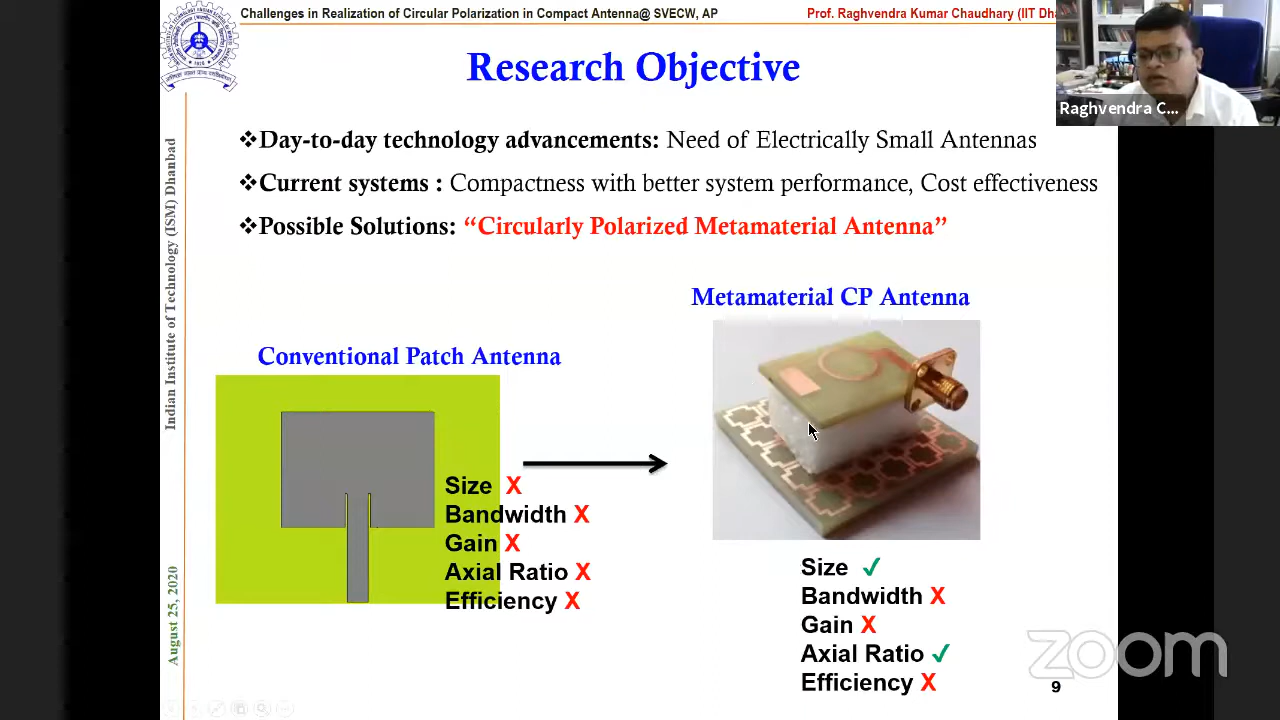 Challenges in Realization of Circular Polarization in Compact Antenna@ SVECW, AP
Prof. Raghvendra Kumar Chaudhary (IIT Dh
Raghvendra C...
Research Objective
❖Day-to-day technology advancements: Need of Electrically Small Antennas
❖Current systems : Compactness with better system performance, Cost effectiveness
❖Possible Solutions: “Circularly Polarized Metamaterial Antenna”
Indian Institute of Technology (ISM) Dhanbad
August 25, 2020
Conventional Patch Antenna
Size X
Bandwidth X
Gain X
Axial Ratio X
Efficiency X
Metamaterial CP Antenna
Size ✓
Bandwidth X
Gain X
Axial Ratio ✓
Efficiency X
zoom
9